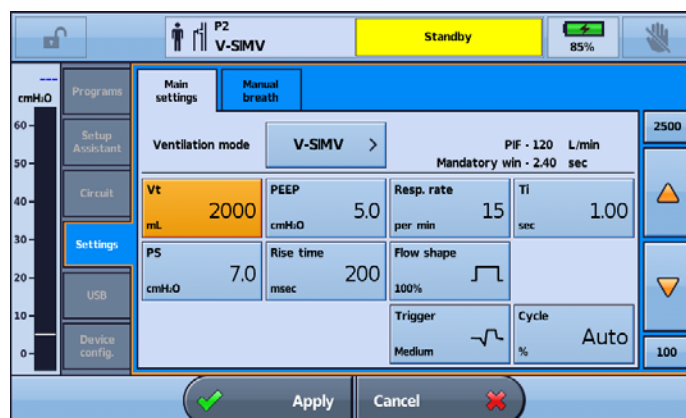 P2
V-SIMV
Standby
85%
---
cmH₂O
60
50
40
30
20
10
0
Programs
Setup
Assistant
Circuit
Settings
USB
Device
config.
Main
settings
Manual
breath
Ventilation mode
V-SIMV >
PIF - 120 L/min
Mandatory win - 2.40 sec
Vt
2000
mL
PEEP
5.0
cmH₂O
Resp. rate
15
per min
Ti
1.00
sec
PS
7.0
cmH₂O
Rise time
200
msec
Flow shape
100%
Trigger
Medium
Cycle
Auto
%
2500
100
Apply
Cancel